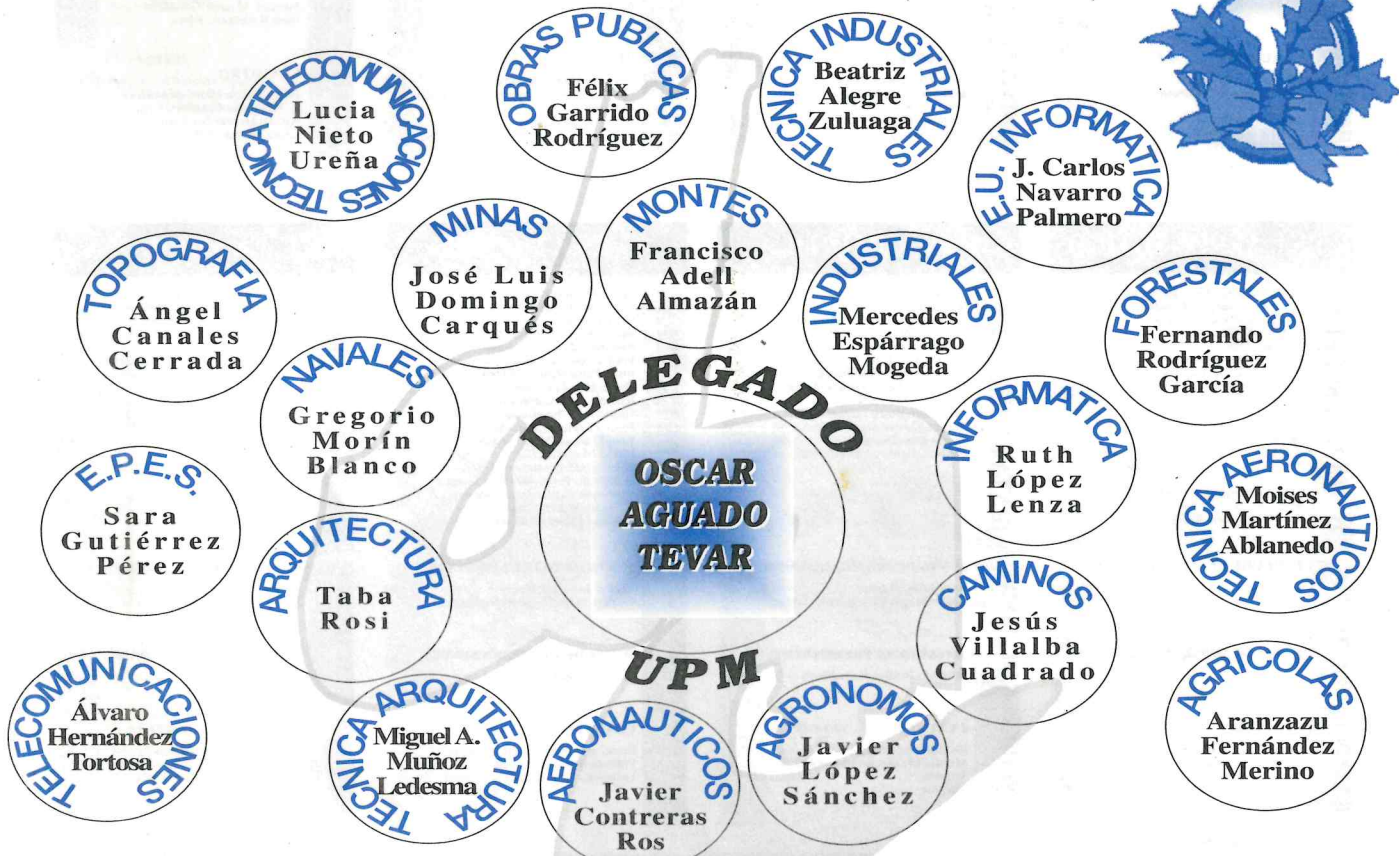 OBRAS PUBLICAS
Félix
Garrido
Rodríguez
TECNICA INDUSTRIALES
Beatriz
Alegre
Zuluaga
TECNICA TELECOMUNICACIONES
Lucia
Nieto
Ureña
E.U. INFORMATICA
J. Carlos
Navarro
Palmero
MINAS
José Luis
Domingo
Carqués
MONTES
Francisco
Adell
Almazán
TOPOGRAFIA
Ángel
Canales
Cerrada
INDUSTRIALES
Mercedes
Espárrago
Mogeda
FORESTALES
Fernando
Rodríguez
García
NAVALES
Gregorio
Morín
Blanco
DELEGADO
OSCAR
AGUADO
TEVAR
UPM
INFORMATICA
Ruth
López
Lenza
E.P.E.S.
Sara
Gutiérrez
Pérez
TECNICA AERONAUTICOS
Moises
Martínez
Ablanedo
ARQUITECTURA
Taba
Rosi
CAMINOS
Jesús
Villalba
Cuadrado
TELECOMUNICACIONES
Álvaro
Hernández
Tortosa
TECNICA ARQUITECTURA
Miguel A.
Muñoz
Ledesma
AERONAUTICOS
Javier
Contreras
Ros
AGRONOMOS
Javier
López
Sánchez
AGRICOLAS
Aranzazu
Fernández
Merino